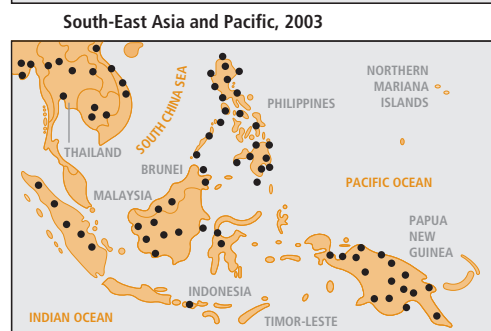 South-East Asia and Pacific, 2003
NORTHERN
MARIANA
ISLANDS
SOUTH CHINA SEA
PHILIPPINES
THAILAND
BRUNEI
MALAYSIA
PACIFIC OCEAN
PAPUA
NEW
GUINEA
INDONESIA
INDIAN OCEAN
TIMOR-LESTE